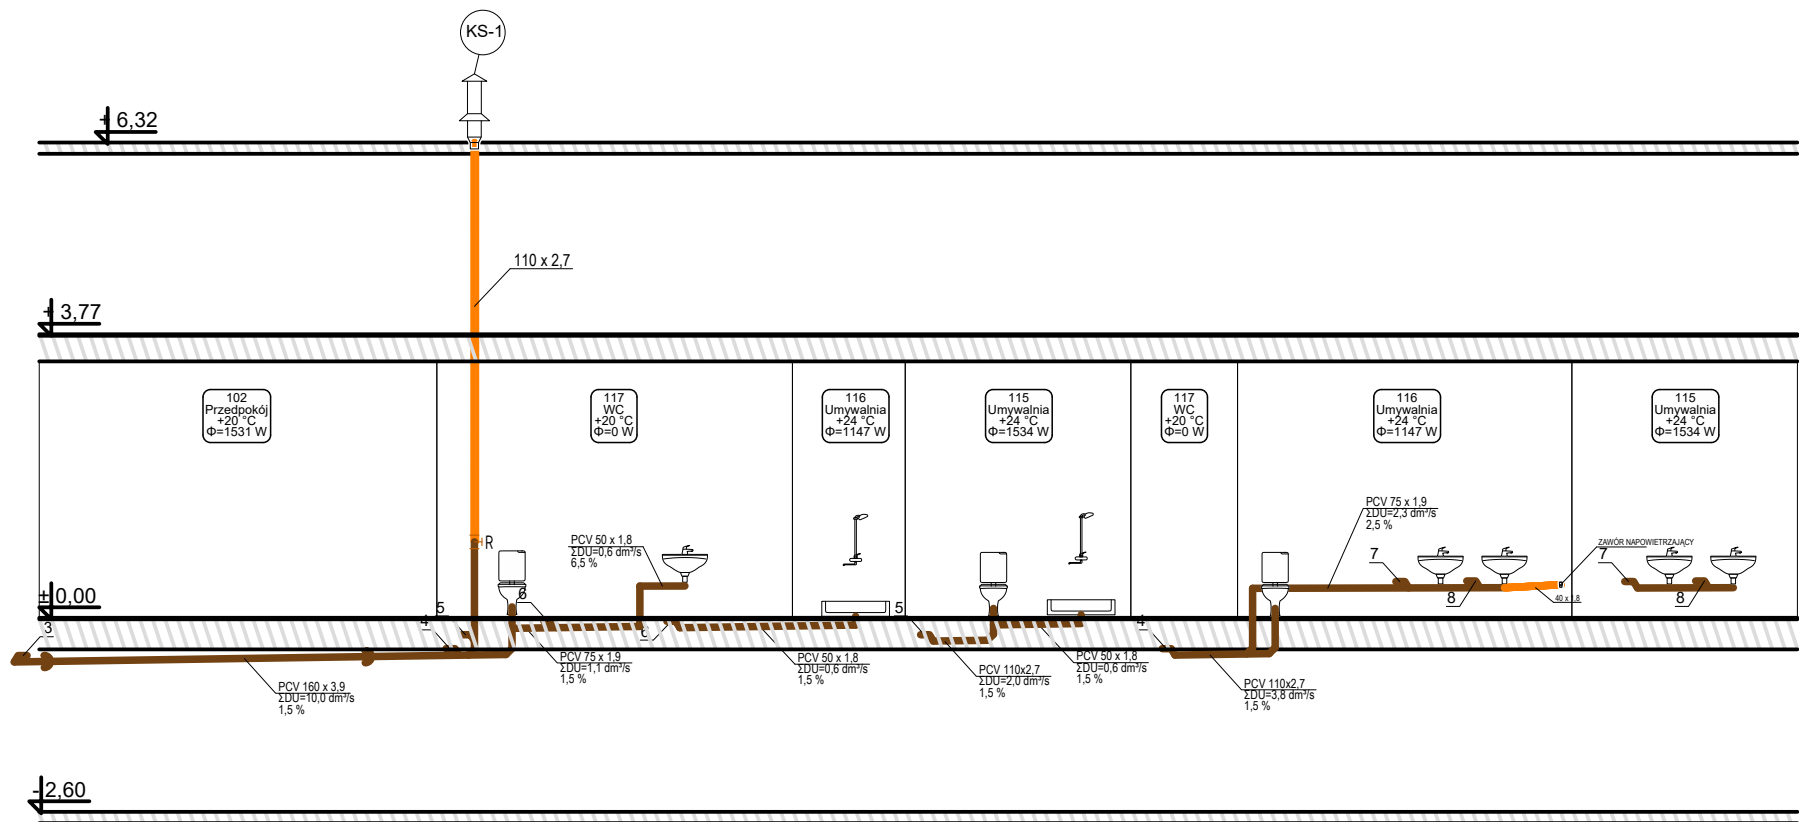 KS-1
+ 6,32
110 x 2,7
+ 3,77
102
Przedpokój
+20 °C
Φ=1531 W
117
WC
+20 °C
Φ=0 W
116
Umywalnia
+24 °C
Φ=1147 W
115
Umywalnia
+24 °C
Φ=1534 W
117
WC
+20 °C
Φ=0 W
116
Umywalnia
+24 °C
Φ=1147 W
115
Umywalnia
+24 °C
Φ=1534 W
R
PCV 50 x 1,8
ΣDU=0,6 dm³/s
6,5 %
PCV 75 x 1,9
ΣDU=2,3 dm³/s
2,5 %
ZAWÓR NAPOWIETRZAJĄCY
7
7
8
40 x 1,8
8
± 0,00
3
5
4
6
6
5
4
PCV 160 x 3,9
ΣDU=10,0 dm³/s
1,5 %
PCV 75 x 1,9
ΣDU=1,1 dm³/s
1,5 %
PCV 50 x 1,8
ΣDU=0,6 dm³/s
1,5 %
PCV 110x2,7
ΣDU=2,0 dm³/s
1,5 %
PCV 50 x 1,8
ΣDU=0,6 dm³/s
1,5 %
PCV 110x2,7
ΣDU=3,8 dm³/s
1,5 %
- 2,60